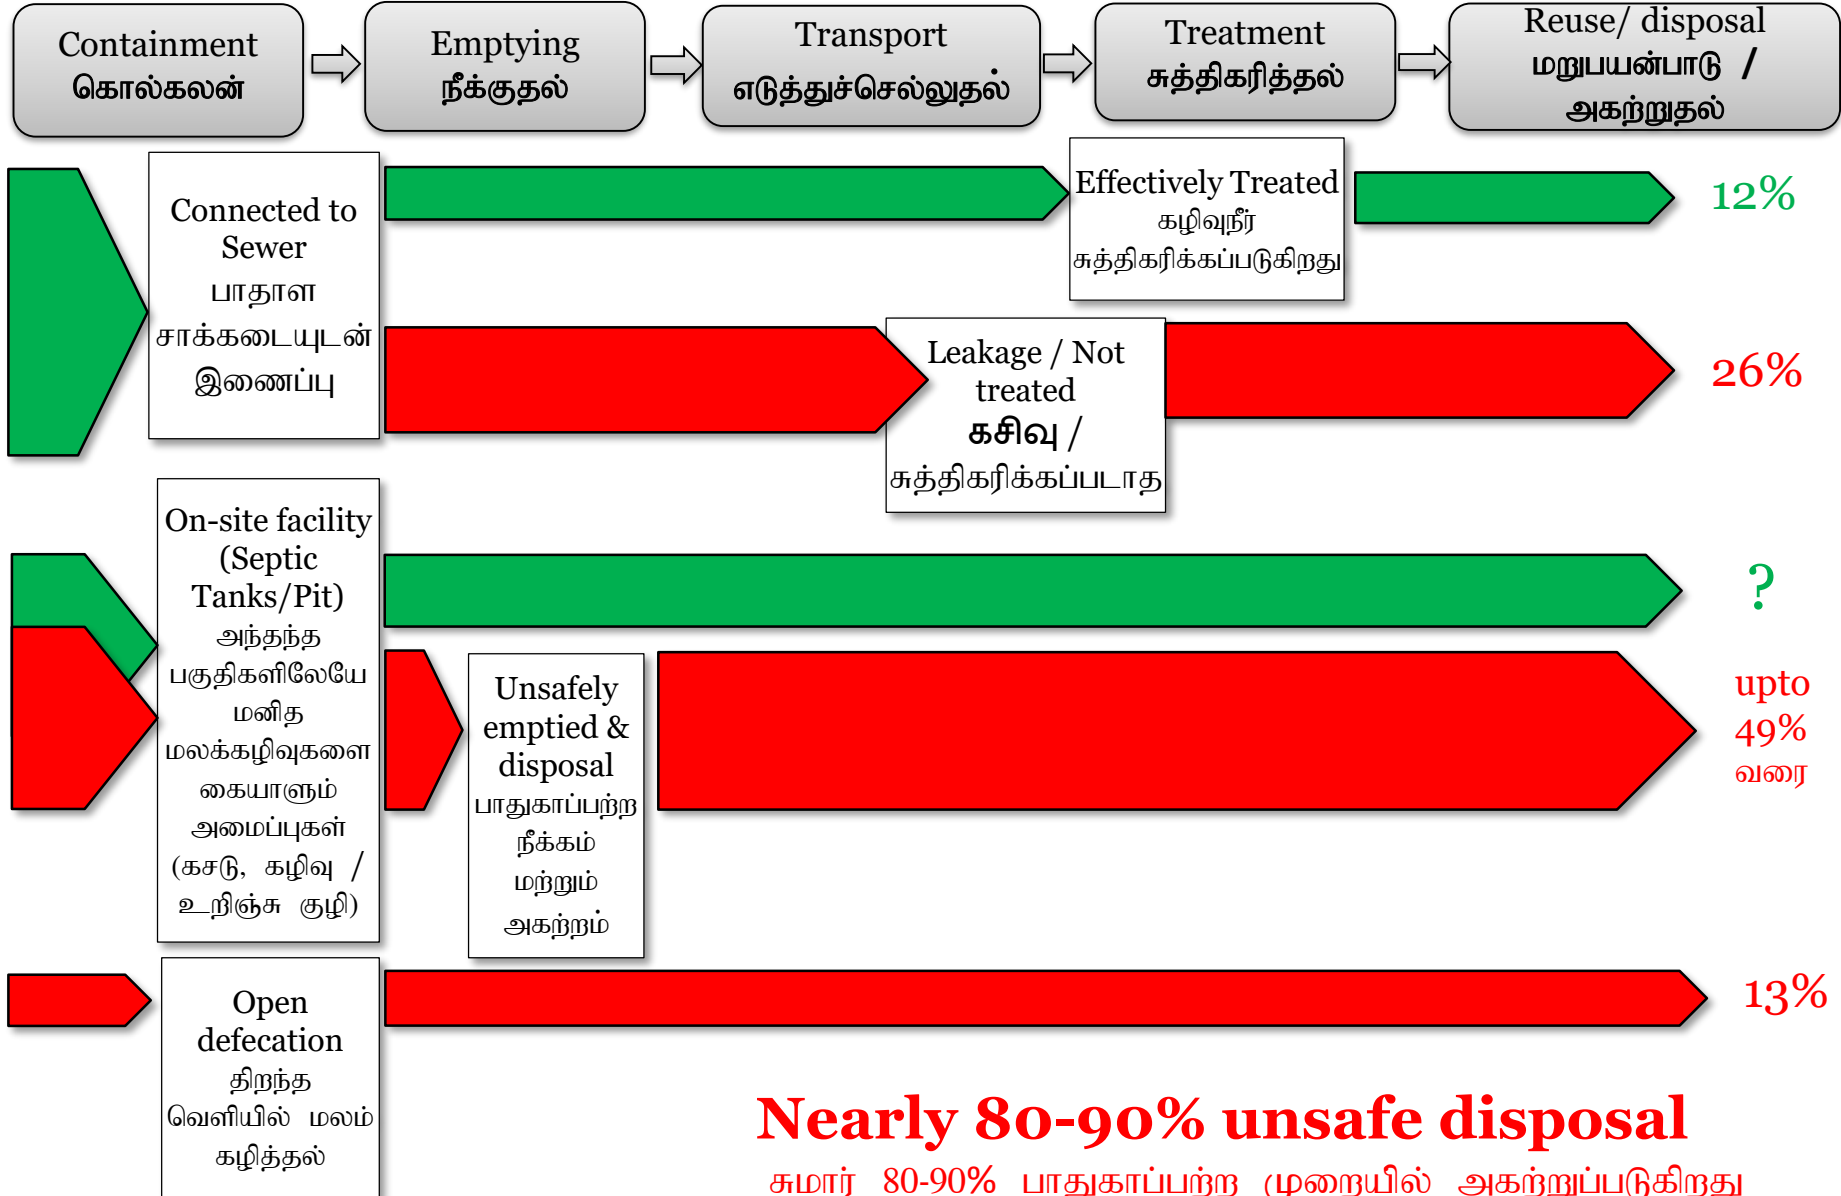 Containment
கொல்கலன்
Emptying
நீக்குதல்
Transport
எடுத்துச்செல்லுதல்
Treatment
சுத்திகரித்தல்
Reuse/ disposal
மறுபயன்பாடு /
அகற்றுதல்
Connected to
Sewer
பாதாள
சாக்கடையுடன்
இணைப்பு
Effectively Treated
கழிவுநீர்
சுத்திகரிக்கப்படுகிறது
12%
Leakage / Not
treated
கசிவு /
சுத்திகரிக்கப்படாத
26%
On-site facility
(Septic
Tanks/Pit)
அந்தந்த
பகுதிகளிலேயே
மனித
மலக்கழிவுகளை
கையாளும்
அமைப்புகள்
(கசடு, கழிவு /
உறிஞ்சு குழி)
?
Unsafely
emptied &
disposal
பாதுகாப்பற்ற
நீக்கம்
மற்றும்
அகற்றம்
upto
49%
வரை
Open
defecation
திறந்த
வெளியில் மலம்
கழித்தல்
13%
Nearly 80-90% unsafe disposal
சுமார் 80-90% பாதுகாப்பற்ற முறையில் அகற்றுப்படுகிறது